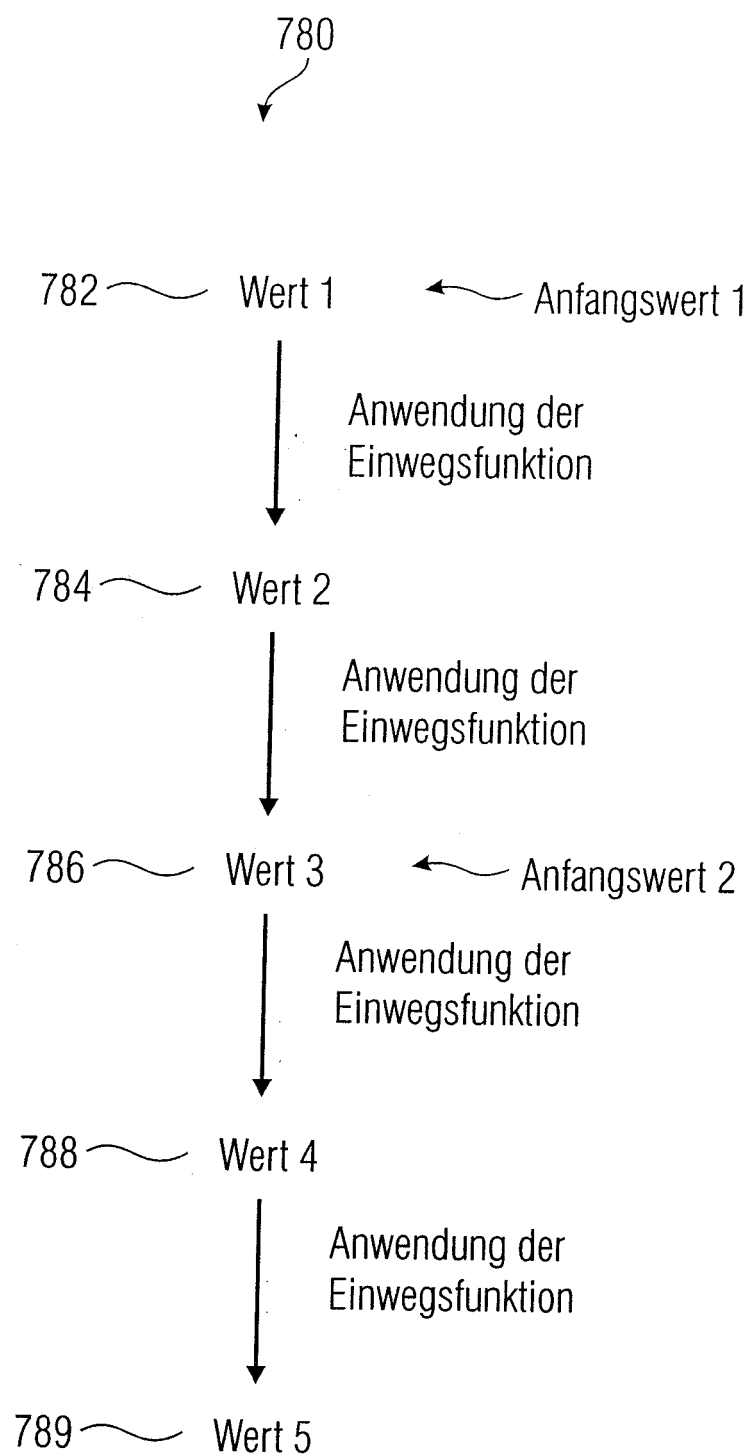 780
782 Wert 1 Anfangswert 1
Anwendung der
Einwegsfunktion
784 Wert 2
Anwendung der
Einwegsfunktion
786 Wert 3 Anfangswert 2
Anwendung der
Einwegsfunktion
788 Wert 4
Anwendung der
Einwegsfunktion
789 Wert 5